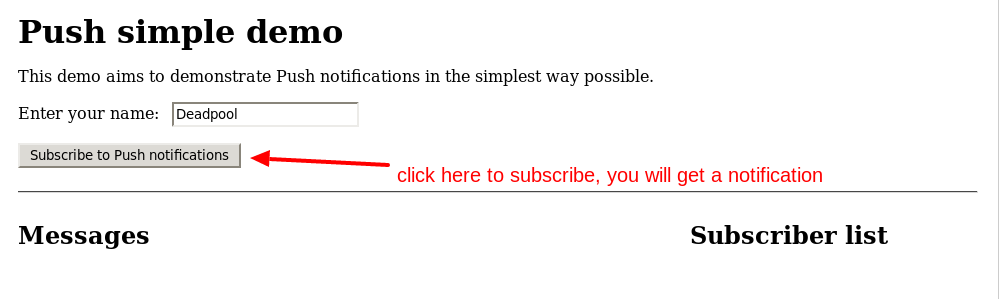 Push simple demo
This demo aims to demonstrate Push notifications in the simplest way possible.
Enter your name: Deadpool
Subscribe to Push notifications
click here to subscribe, you will get a notification
Messages
Subscriber list